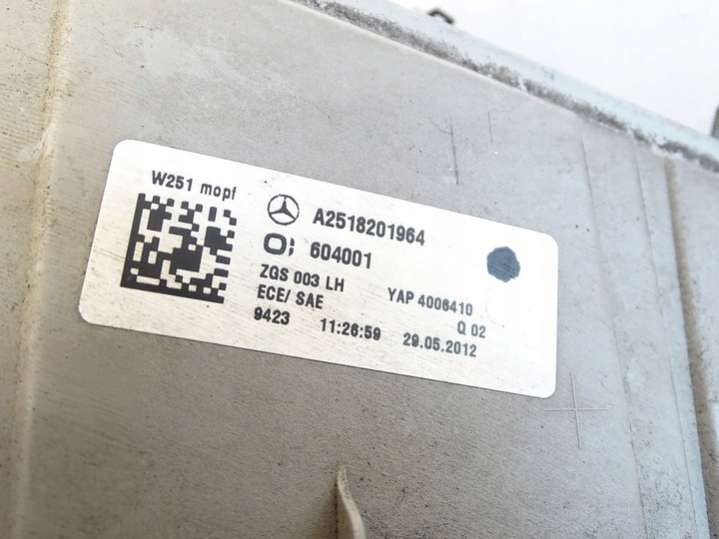 W251 mopf
A2518201964
604001
ZGS 003 LH
YAP 4006410
ECE/ SAE
Q 02
9423 11:26:59 29.05.2012